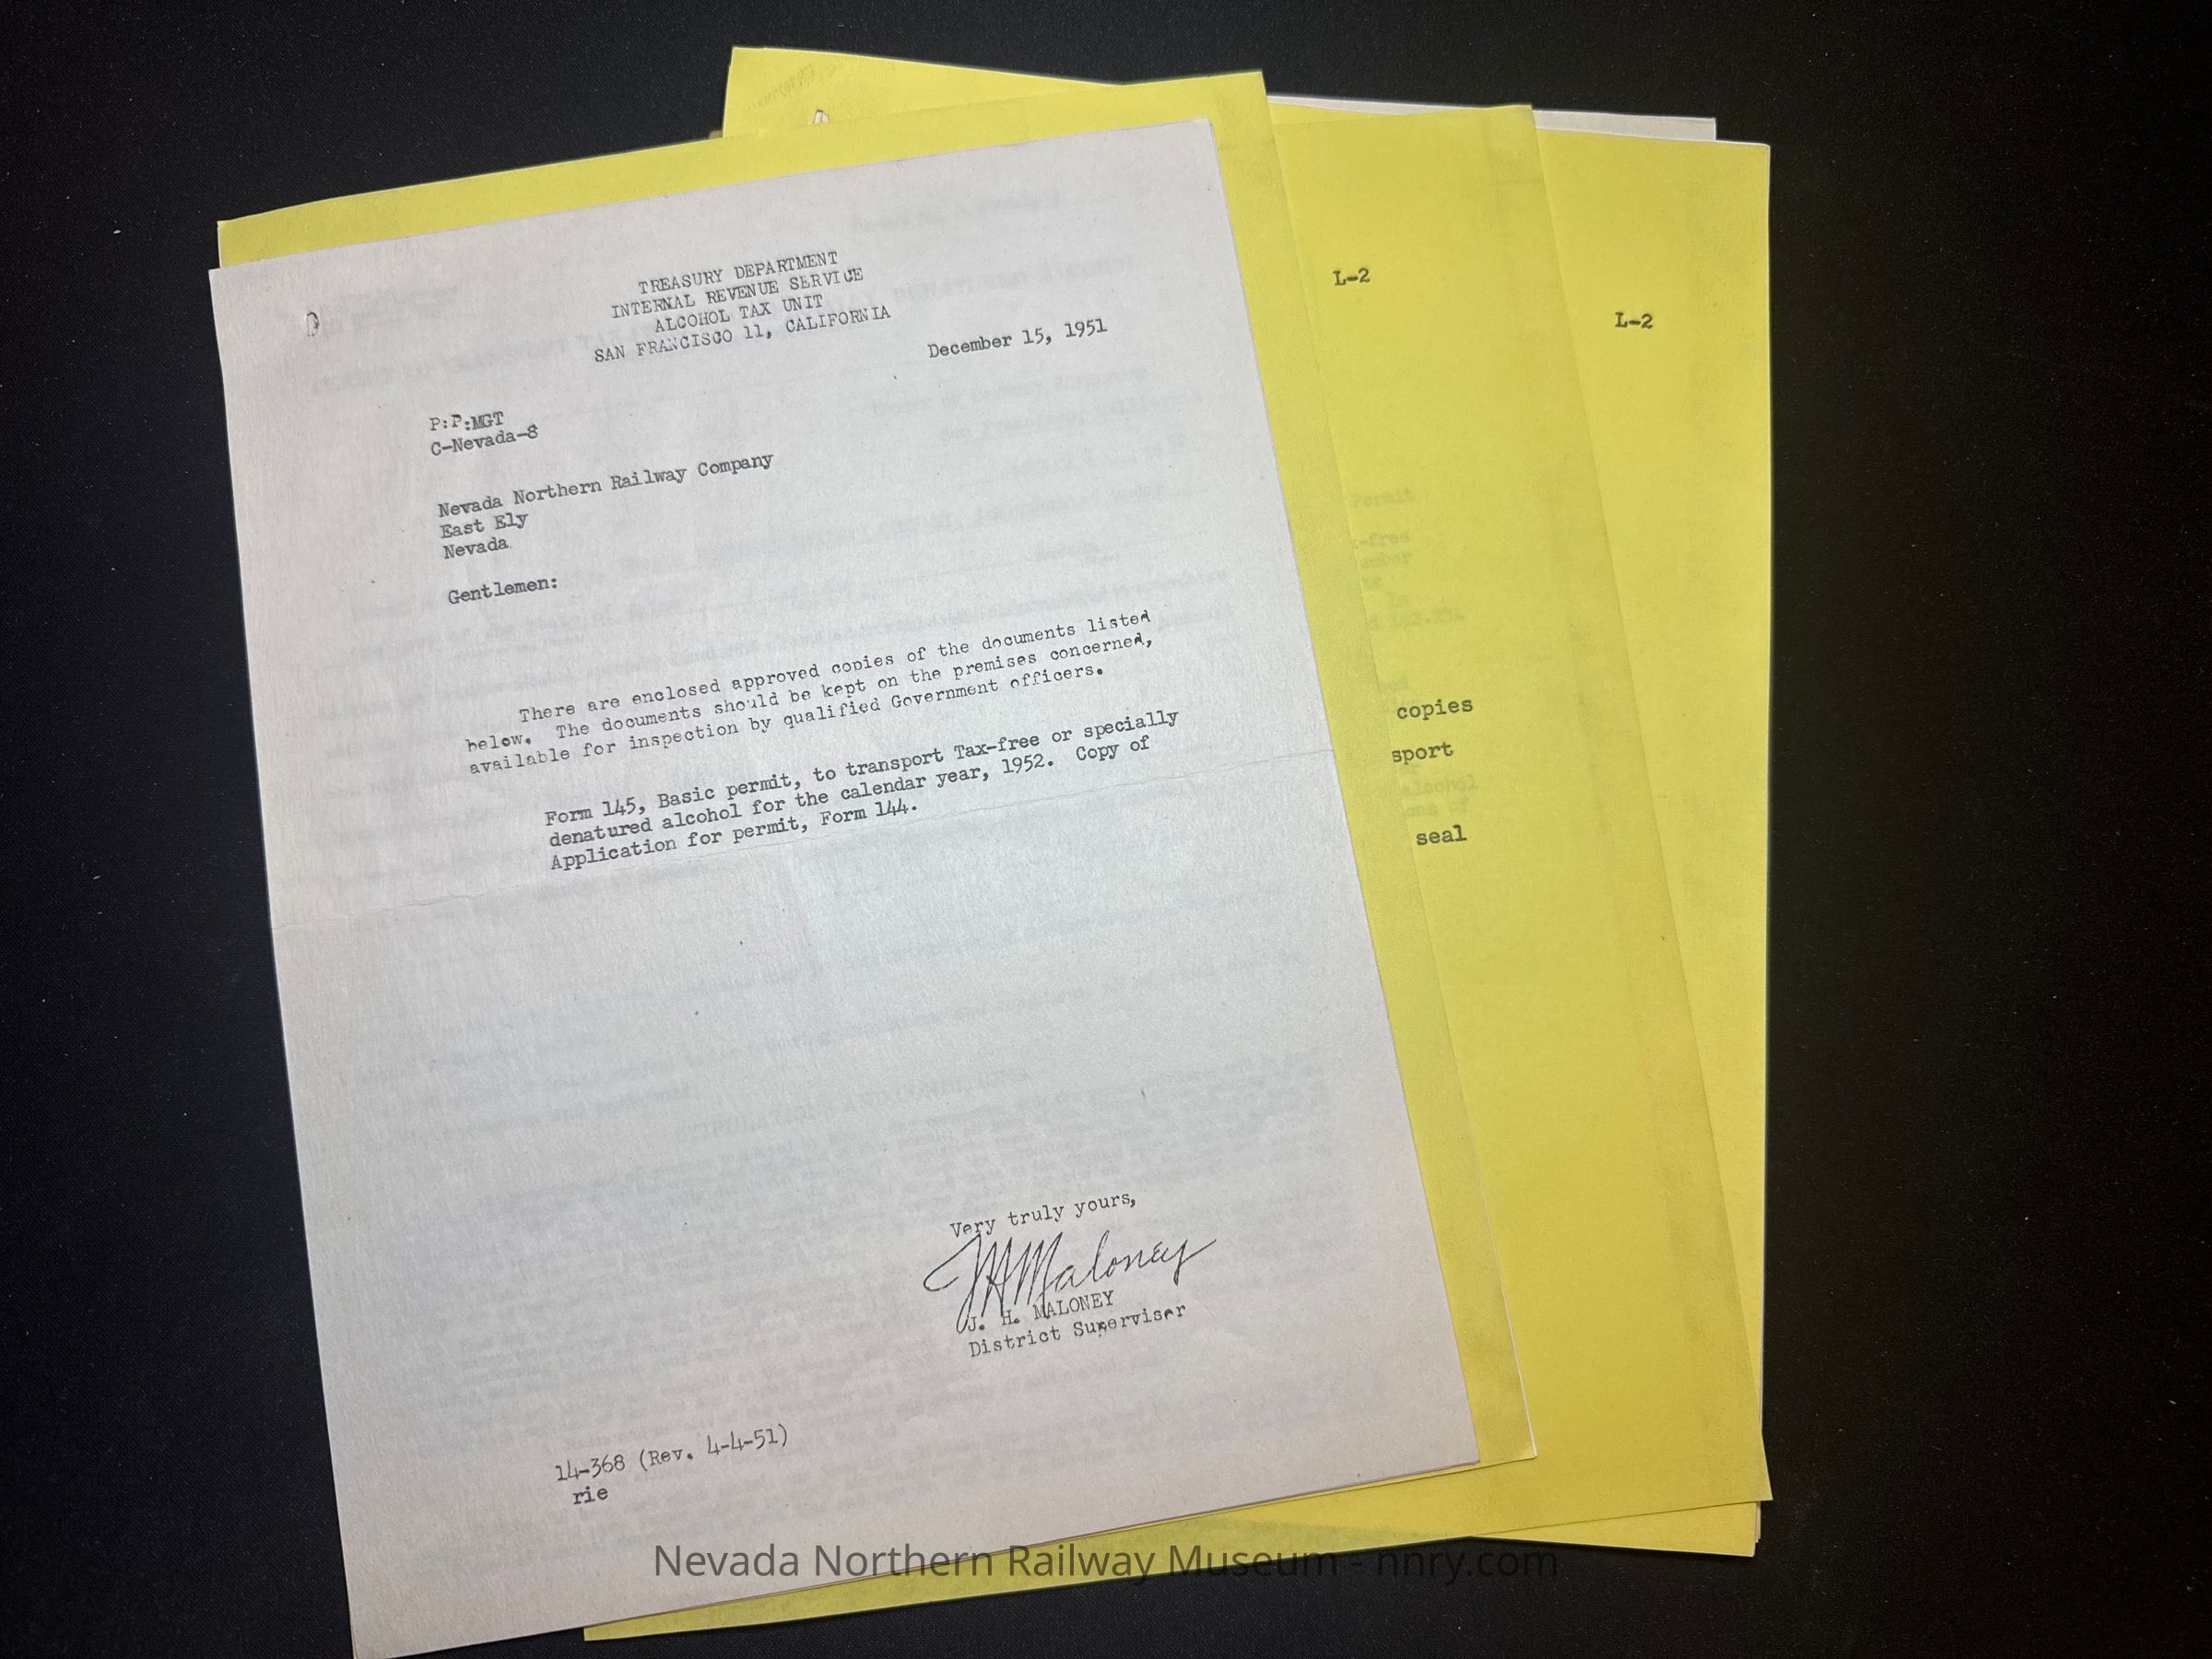 TREASURY DEPARTMENT
INTERNAL REVENUE SERVICE
ALCOHOL TAX UNIT
SAN FRANCISCO 11, CALIFORNIA
December 15, 1951
P:P:MGT
C-Nevada-8
Nevada Northern Railway Company
East Ely
Nevada
Gentlemen:
There are enclosed approved copies of the documents listed
below. The documents should be kept on the premises concerned,
available for inspection by qualified Government officers.
Form 145, Basic permit, to transport Tax-free or specially
denatured alcohol for the calendar year, 1952. Copy of
Application for permit, Form 144.
Very truly yours,
JHMaloney
J. H. MALONEY
District Superviser
14-368 (Rev. 4-4-51)
rie
L-2
copies
sport
seal
L-2
Nevada Northern Railway Museum - nnry.com